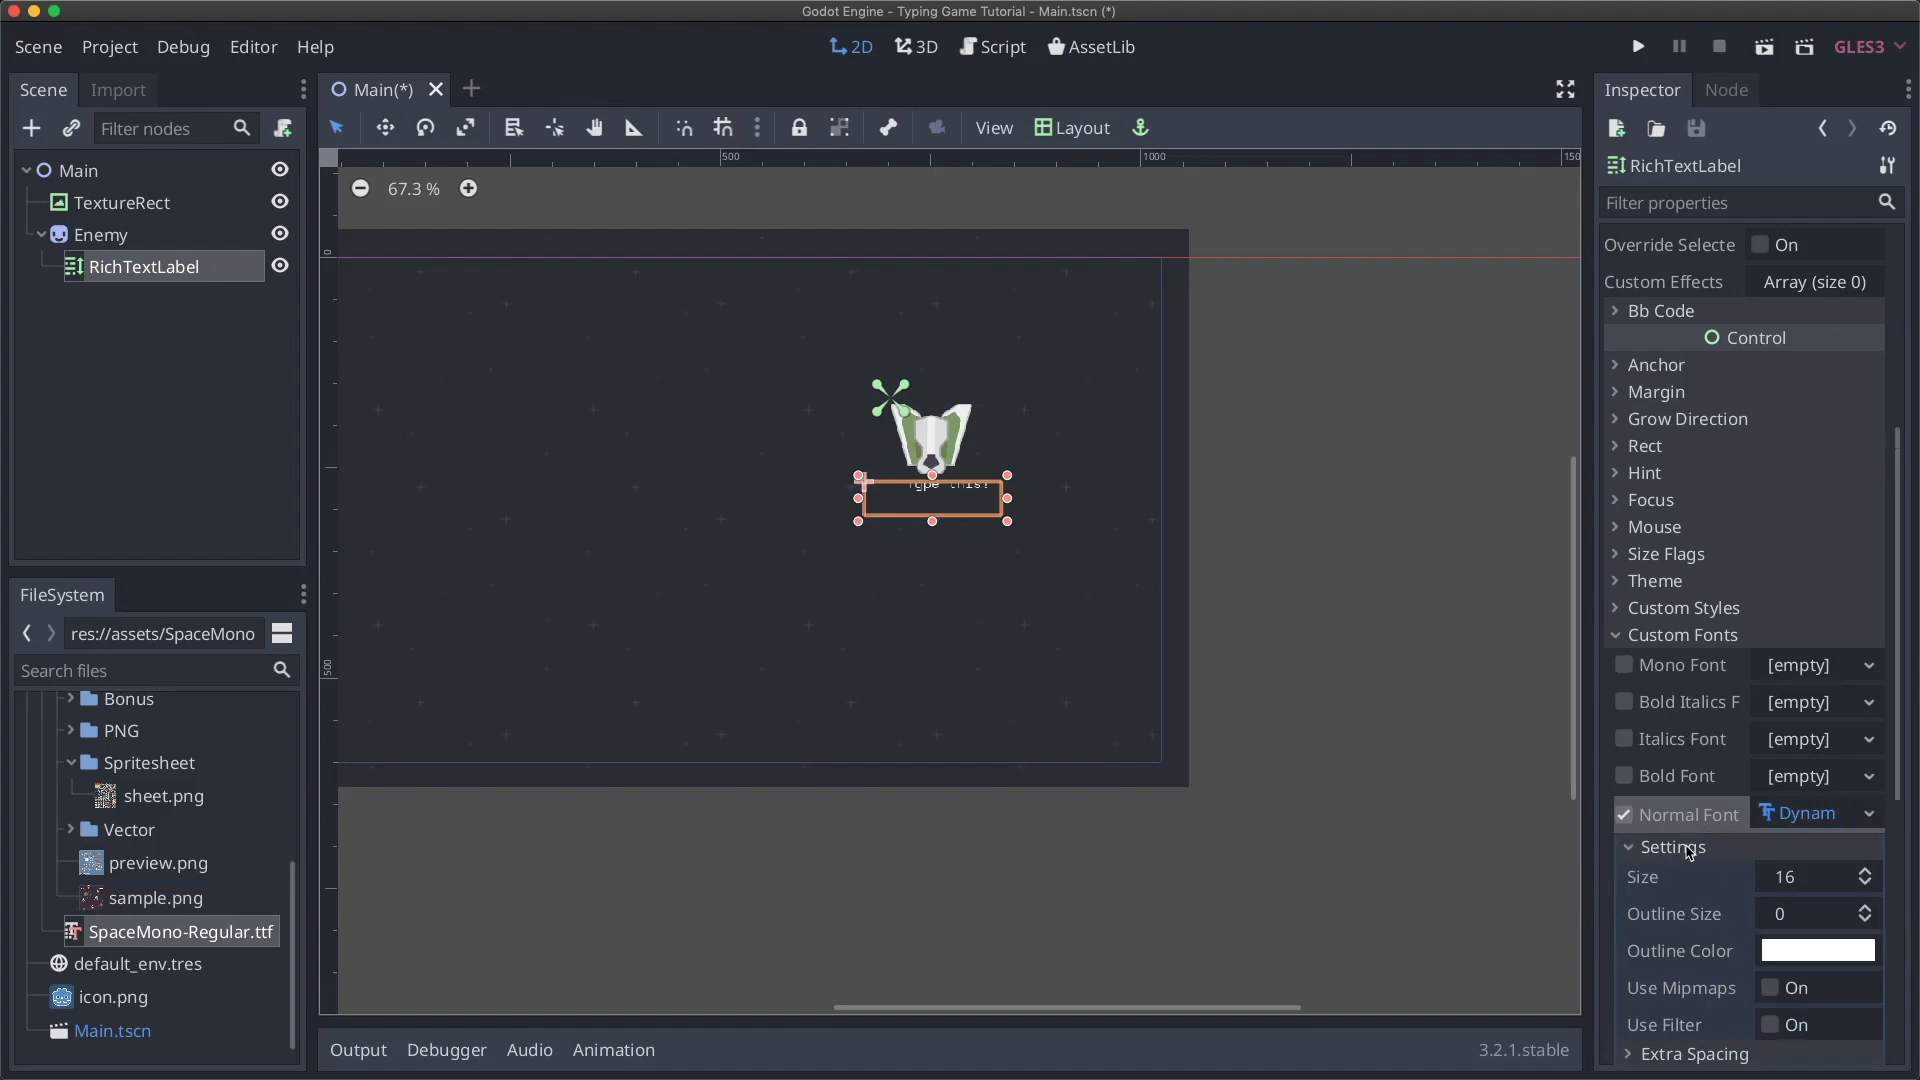 Godot Engine - Typing Game Tutorial - Main.tscn (*)
Scene Project Debug Editor Help
2D 3D Script AssetLib
GLES3
Scene Import
Main(*)
Inspector Node
Filter nodes
View Layout
Main
TextureRect
Enemy
RichTextLabel
500 1000 150
67.3 %
0
500
Type this!
RichTextLabel
Filter properties
Override Selecte On
Custom Effects Array (size 0)
Bb Code
Control
Anchor
Margin
Grow Direction
Rect
Hint
Focus
Mouse
Size Flags
Theme
Custom Styles
Custom Fonts
Mono Font [empty]
Bold Italics F [empty]
Italics Font [empty]
Bold Font [empty]
Normal Font Dynam
Settings
Size 16
Outline Size 0
Outline Color
Use Mipmaps On
Use Filter On
Extra Spacing
FileSystem
res://assets/SpaceMono
Search files
Bonus
PNG
Spritesheet
sheet.png
Vector
preview.png
sample.png
SpaceMono-Regular.ttf
default_env.tres
icon.png
Main.tscn
Output Debugger Audio Animation
3.2.1.stable